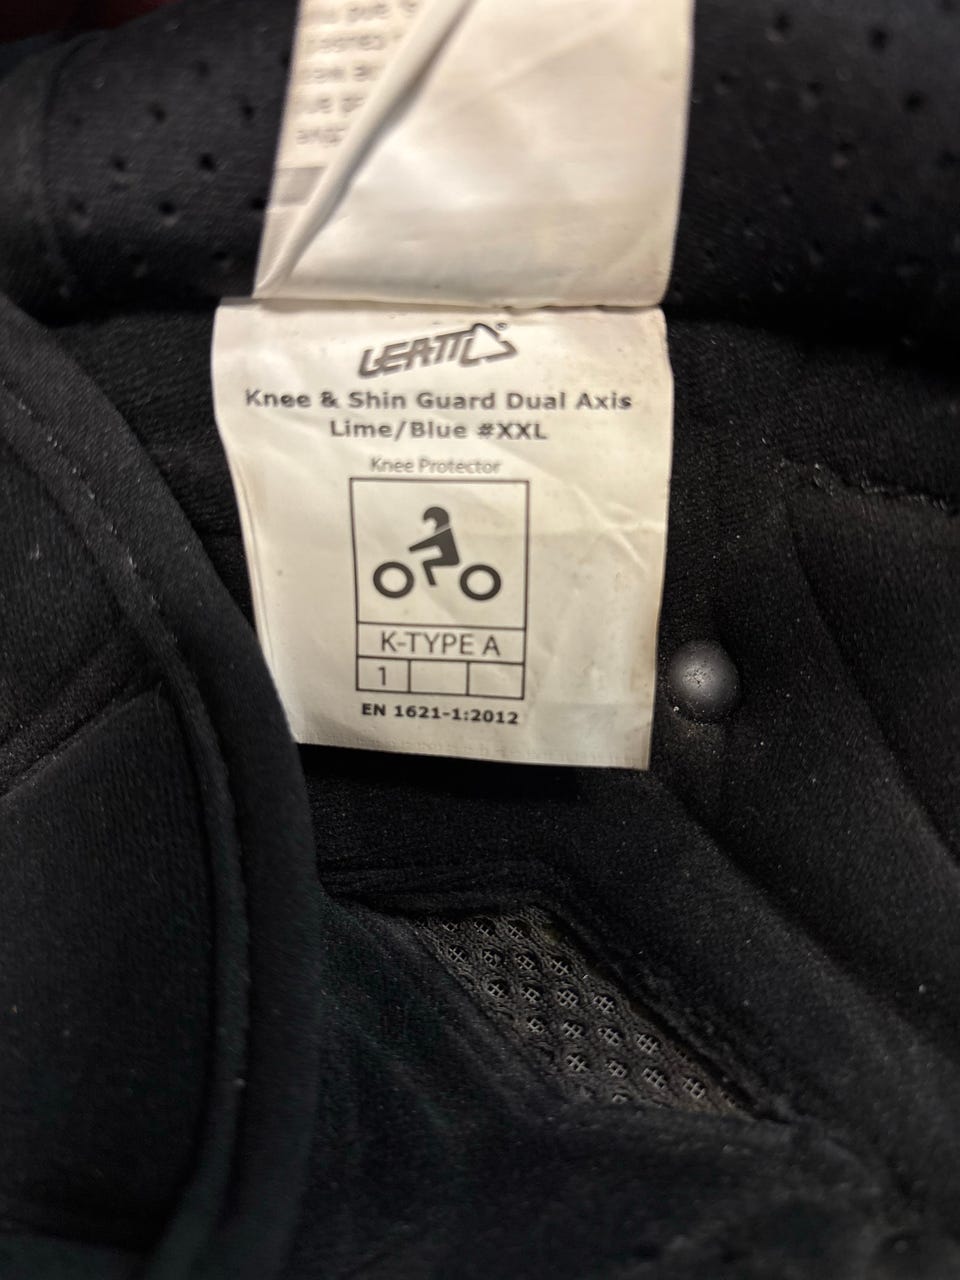 LEATT®
Knee & Shin Guard Dual Axis
Lime/Blue #XXL
Knee Protector
K-TYPE A
1
EN 1621-1:2012